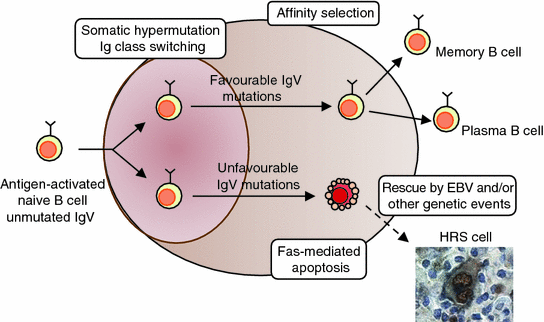 Somatic hypermutation
Ig class switching
Affinity selection
Memory B cell
Favourable IgV
mutations
Plasma B cell
Antigen-activated
naive B cell
unmutated IgV
Unfavourable
IgV mutations
Rescue by EBV and/or
other genetic events
Fas-mediated
apoptosis
HRS cell